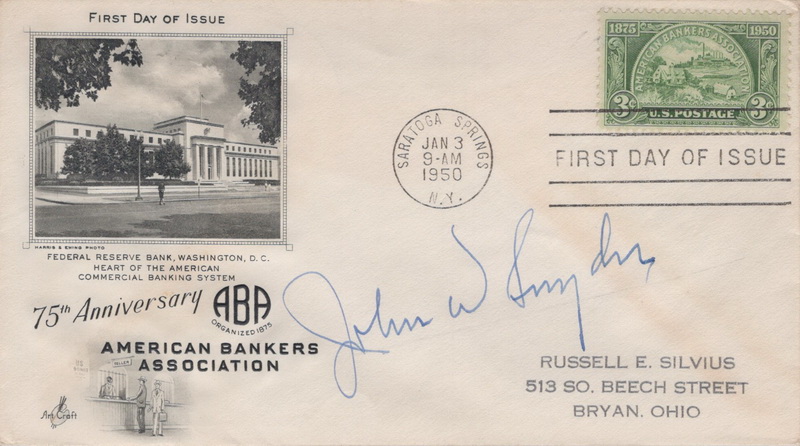 FIRST DAY OF ISSUE
HARRIS & EWING PHOTO
FEDERAL RESERVE BANK, WASHINGTON, D. C.
HEART OF THE AMERICAN
COMMERCIAL BANKING SYSTEM
75th Anniversary ABA
ORGANIZED 1875
AMERICAN BANKERS
ASSOCIATION
TELLER
Art Craft
SARATOGA SPRINGS
JAN 3
9-AM
1950
N.Y.
1875 1950
AMERICAN BANKERS ASSOCIATION
3¢ 3¢
U.S. POSTAGE
FIRST DAY OF ISSUE
John W Snyder
RUSSELL E. SILVIUS
513 SO. BEECH STREET
BRYAN, OHIO